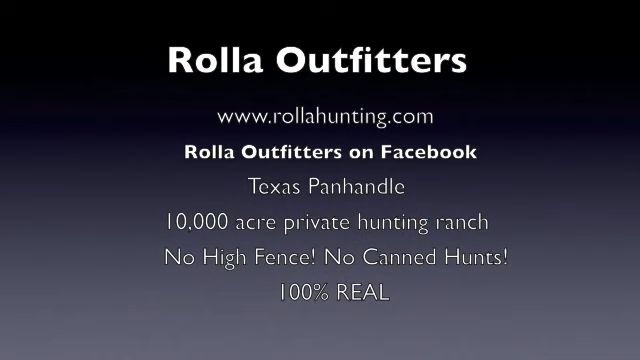 Rolla Outfitters
www.rollahunting.com
Rolla Outfitters on Facebook
Texas Panhandle
10,000 acre private hunting ranch
No High Fence! No Canned Hunts!
100% REAL